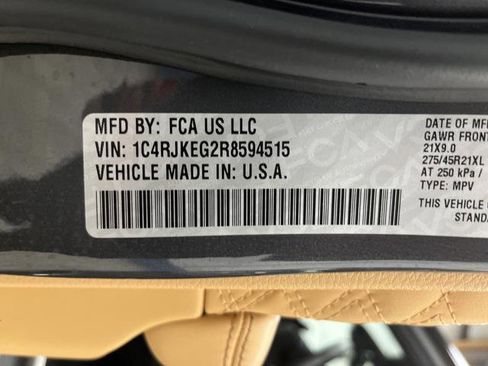 MFD BY: FCA US LLC
VIN: 1C4RJKEG2R8594515
VEHICLE MADE IN: U.S.A.
DATE OF
GAWR FRONT
21X9.0
275/45R21XL
AT 250 kPa /
TYPE: MPV
THIS VEHICLE
STANDA